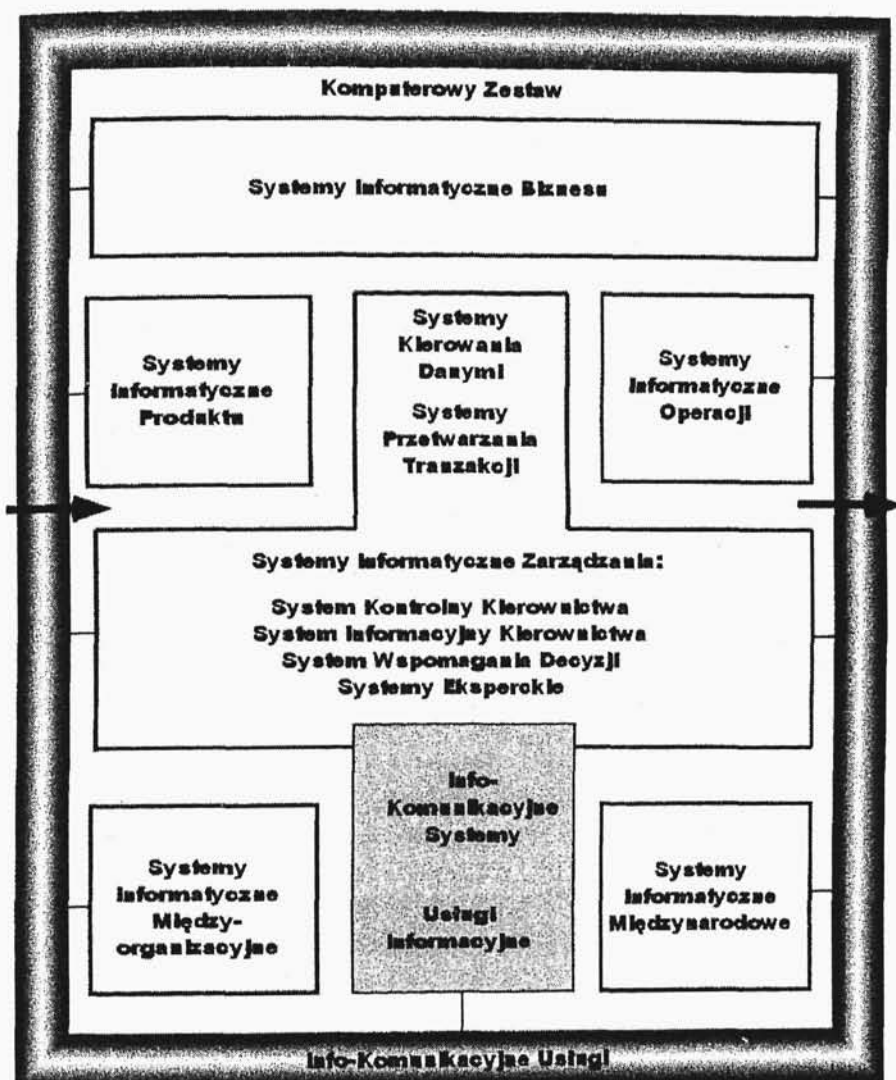 Komputerowy Zestaw
Systemy Informatyczne Biznesu
Systemy
Informatyczne
Produktu
Systemy
Kierowania
Danymi
Systemy
Przetwarzania
Tranzakcji
Systemy
Informatyczne
Operacji
Systemy Informatyczne Zarządzania:
System Kontrolny Kierownictwa
System Informacyjny Kierownictwa
System Wspomagania Decyzji
Systemy Eksperckie
Info-
Komunikacyjne
Systemy
Usługi
Informacyjne
Systemy
Informatyczne
Między-
organizacyjne
Systemy
Informatyczne
Międzynarodowe
Info-Komunikacyjne Usługi